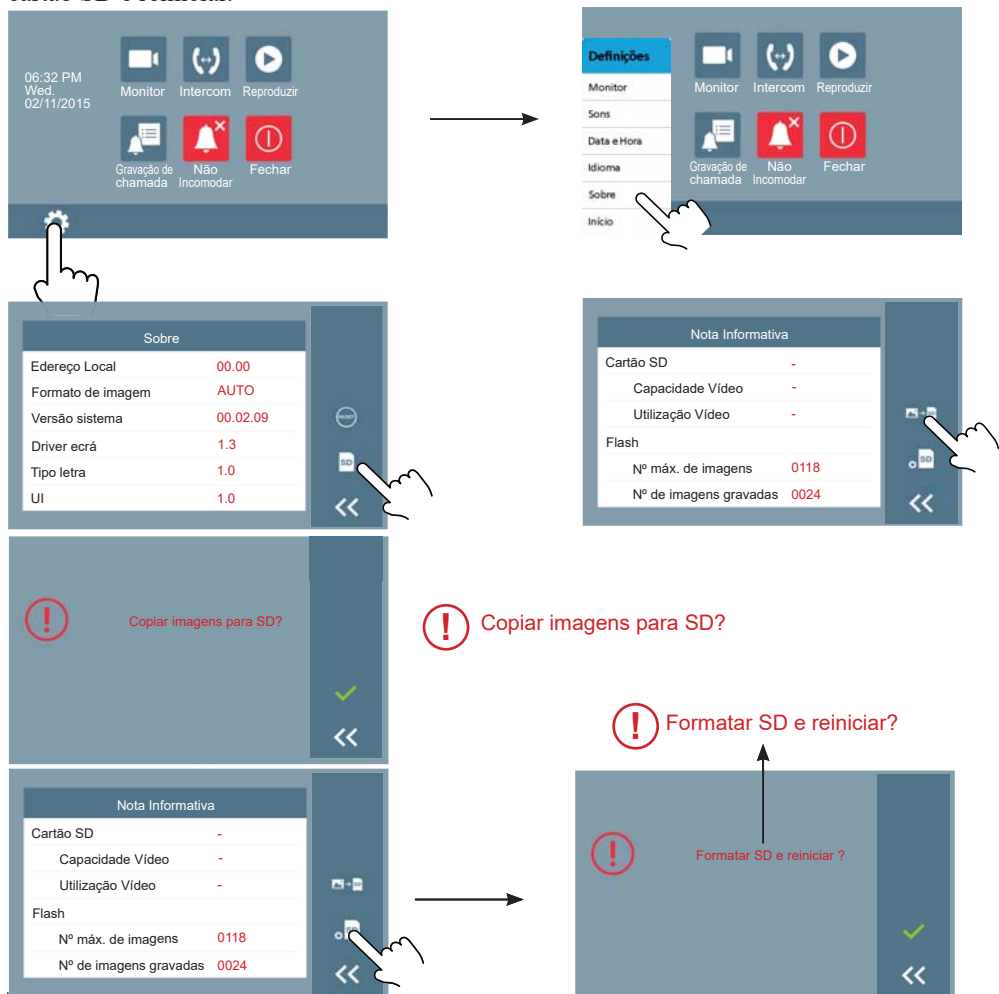 cartão SD e reiniciar.
06:32 PM
Wed.
02/11/2015
Monitor Intercom Reproduzir
Gravação de chamada Não Incomodar Fechar
Definições
Monitor
Sons
Data e Hora
Idioma
Sobre
Início
Monitor Intercom Reproduzir
Gravação de chamada Não Incomodar Fechar
Sobre
Edereço Local 00.00
Formato de imagem AUTO
Versão sistema 00.02.09
Driver ecrá 1.3
Tipo letra 1.0
UI 1.0
SD
Nota Informativa
Cartão SD -
Capacidade Vídeo -
Utilização Vídeo -
Flash
Nº máx. de imagens 0118
Nº de imagens gravadas 0024
SD
Copiar imagens para SD?
Copiar imagens para SD?
Formatar SD e reiniciar?
Nota Informativa
Cartão SD -
Capacidade Vídeo -
Utilização Vídeo -
Flash
Nº máx. de imagens 0118
Nº de imagens gravadas 0024
Formatar SD e reiniciar ?